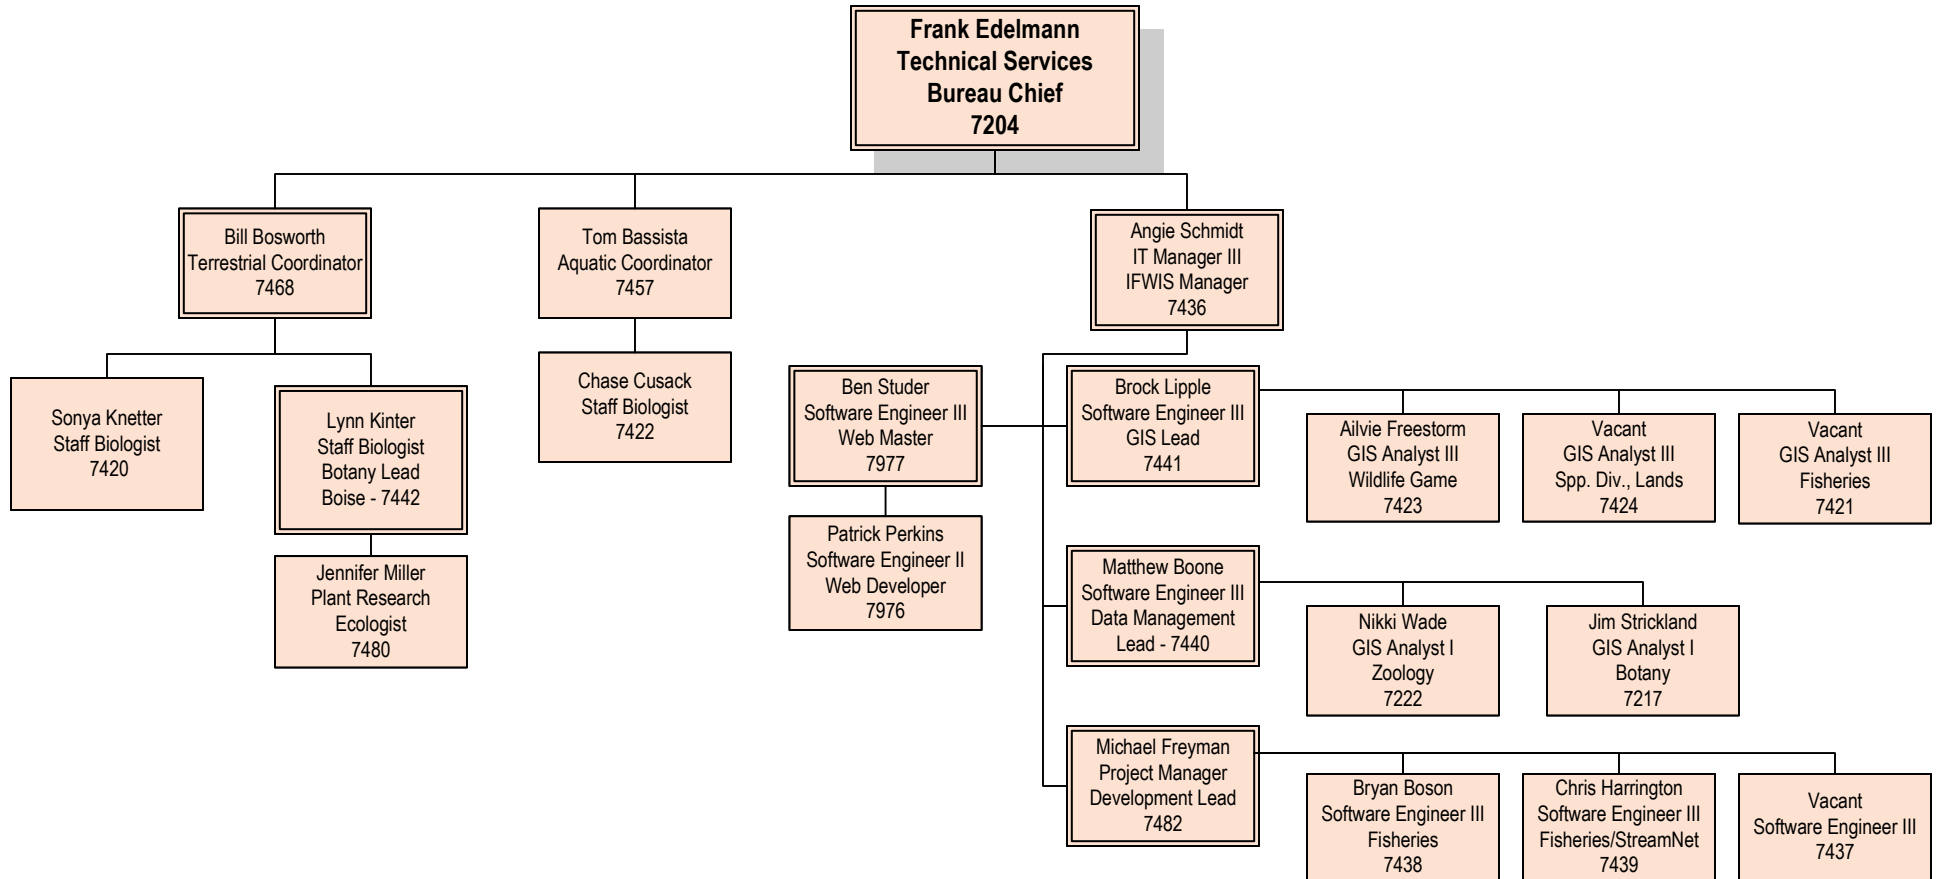 Frank Edelmann
Technical Services
Bureau Chief
7204
Bill Bosworth
Terrestrial Coordinator
7468
Tom Bassista
Aquatic Coordinator
7457
Angie Schmidt
IT Manager III
IFWIS Manager
7436
Sonya Knetter
Staff Biologist
7420
Lynn Kinter
Staff Biologist
Botany Lead
Boise - 7442
Jennifer Miller
Plant Research
Ecologist
7480
Chase Cusack
Staff Biologist
7422
Ben Studer
Software Engineer III
Web Master
7977
Patrick Perkins
Software Engineer II
Web Developer
7976
Brock Lipple
Software Engineer III
GIS Lead
7441
Ailvie Freestorm
GIS Analyst III
Wildlife Game
7423
Vacant
GIS Analyst III
Spp. Div., Lands
7424
Vacant
GIS Analyst III
Fisheries
7421
Matthew Boone
Software Engineer III
Data Management
Lead - 7440
Nikki Wade
GIS Analyst I
Zoology
7222
Jim Strickland
GIS Analyst I
Botany
7217
Michael Freyman
Project Manager
Development Lead
7482
Bryan Boson
Software Engineer III
Fisheries
7438
Chris Harrington
Software Engineer III
Fisheries/StreamNet
7439
Vacant
Software Engineer III
7437